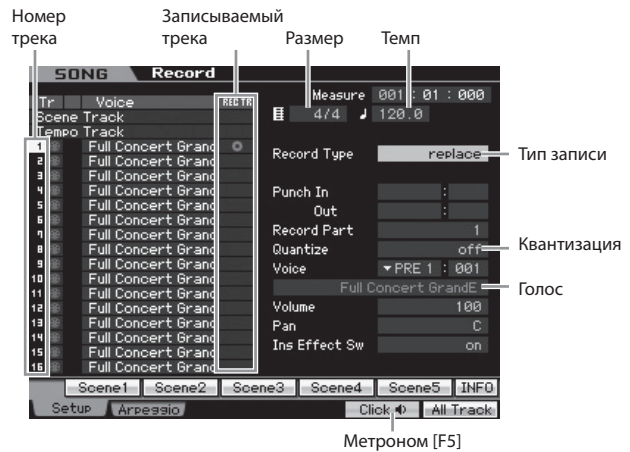 Номер трека
Записываемый трека
Размер
Темп
SONG Record
Measure 001 : 01 : 000
4/4 120.0
Tr Voice REC TR
Scene Track
Tempo Track
1 Full Concert Grand
2 Full Concert Grand
3 Full Concert Grand
4 Full Concert Grand
5 Full Concert Grand
6 Full Concert Grand
7 Full Concert Grand
8 Full Concert Grand
9 Full Concert Grand
10 Full Concert Grand
11 Full Concert Grand
12 Full Concert Grand
13 Full Concert Grand
14 Full Concert Grand
15 Full Concert Grand
16 Full Concert Grand
Record Type replace
Тип записи
Punch In :
Out :
Record Part 1
Quantize off
Квантизация
Voice PRE 1 : 001
Full Concert GrandE
Голос
Volume 100
Pan C
Ins Effect Sw on
Scene1 Scene2 Scene3 Scene4 Scene5 INFO
Setup Arpeggio Click All Track
Метроном [F5]